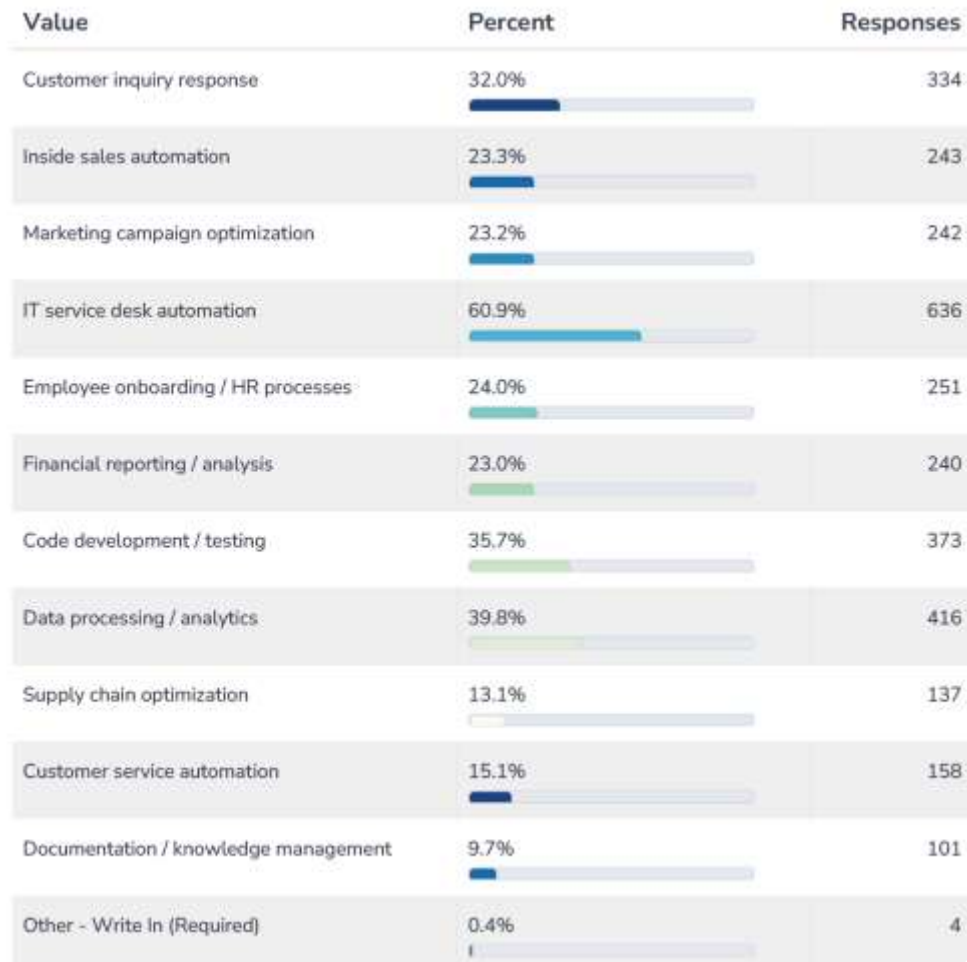 Value Percent Responses
Customer inquiry response 32.0% 334
Inside sales automation 23.3% 243
Marketing campaign optimization 23.2% 242
IT service desk automation 60.9% 636
Employee onboarding / HR processes 24.0% 251
Financial reporting / analysis 23.0% 240
Code development / testing 35.7% 373
Data processing / analytics 39.8% 416
Supply chain optimization 13.1% 137
Customer service automation 15.1% 158
Documentation / knowledge management 9.7% 101
Other - Write In (Required) 0.4% 4